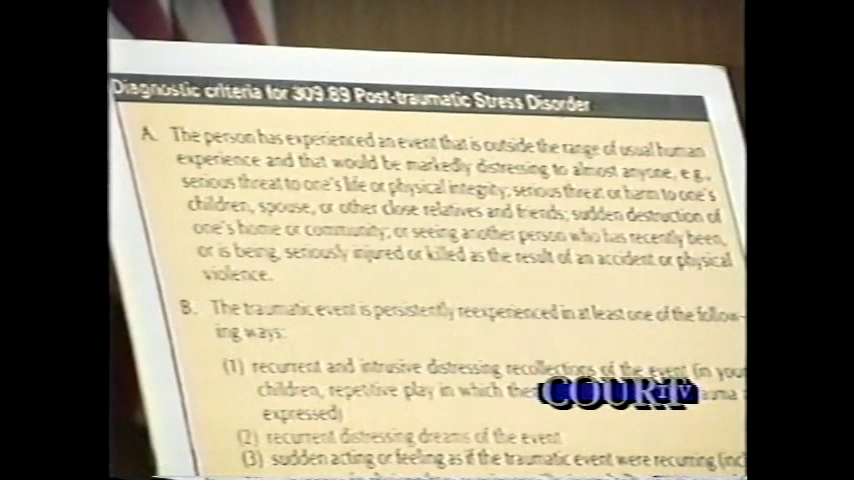 Diagnostic criteria for 309.89 Post-traumatic Stress Disorder
A. The person has experienced an event that is outside the range of usual human
experience and that would be markedly distressing to almost anyone, e.g.,
serious threat to one's life or physical integrity; serious threat or harm to one's
children, spouse, or other close relatives and friends; sudden destruction of
one's home or community; or seeing another person who has recently been,
or is being, seriously injured or killed as the result of an accident or physical
violence.
B. The traumatic event is persistently reexperienced in at least one of the follow-
ing ways:
(1) recurrent and intrusive distressing recollections of the event (in your
children, repetitive play in which
COURT TV
expressed)
(2) recurrent distressing dreams of the event
(3) sudden acting or feeling as if the traumatic event were recurring (inc